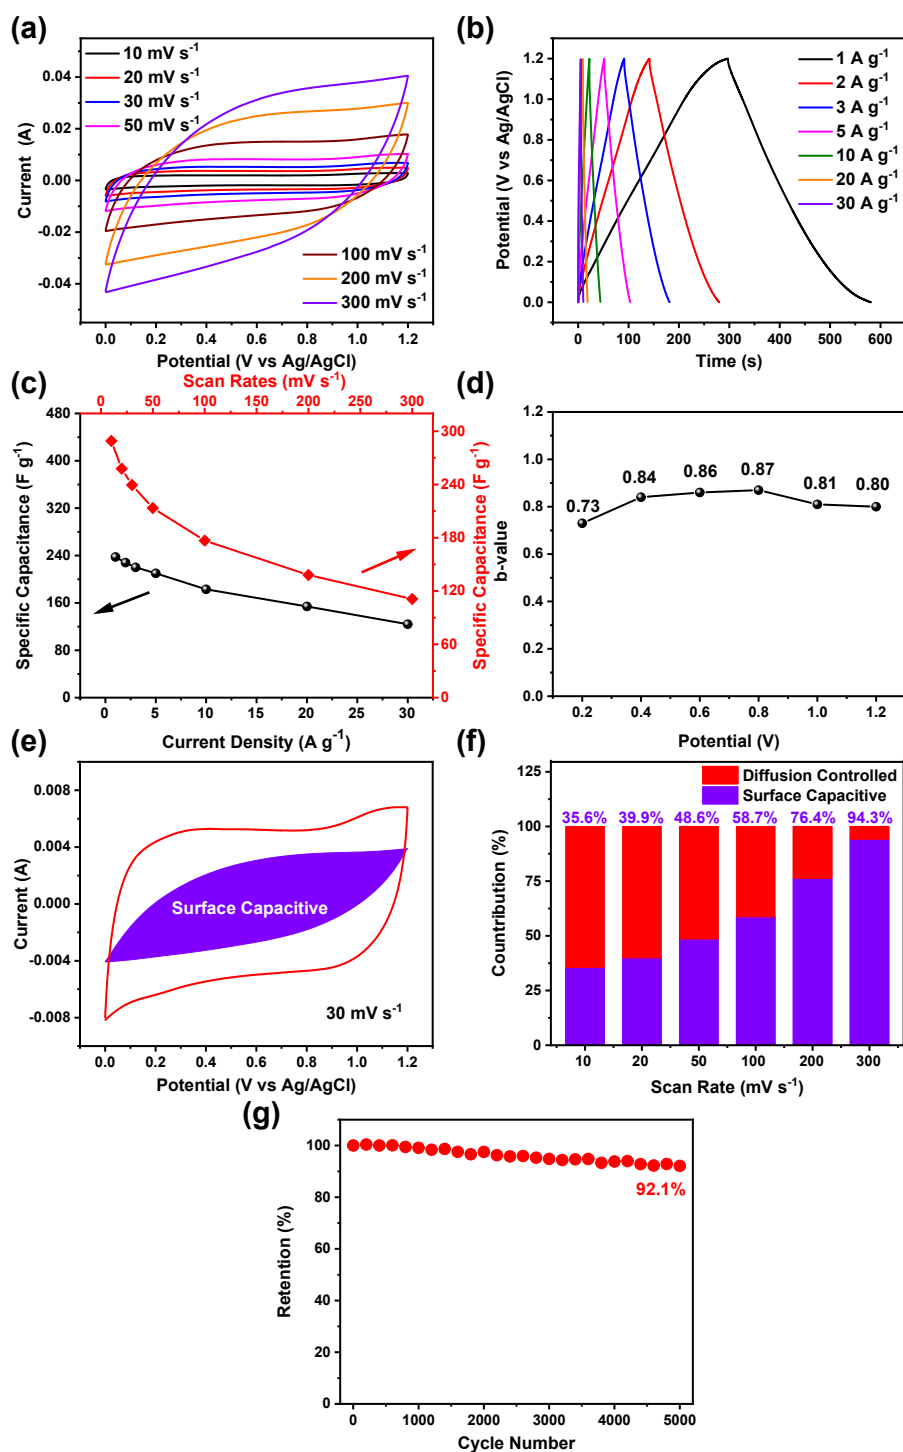 (a)
10 mV s⁻¹
20 mV s⁻¹
30 mV s⁻¹
50 mV s⁻¹
100 mV s⁻¹
200 mV s⁻¹
300 mV s⁻¹
0.04
0.02
0.00
-0.02
-0.04
Current (A)
0.0 0.2 0.4 0.6 0.8 1.0 1.2
Potential (V vs Ag/AgCl)
(b)
1 A g⁻¹
2 A g⁻¹
3 A g⁻¹
5 A g⁻¹
10 A g⁻¹
20 A g⁻¹
30 A g⁻¹
1.2
1.0
0.8
0.6
0.4
0.2
0.0
Potential (V vs Ag/AgCl)
0 100 200 300 400 500 600
Time (s)
(c)
Scan Rates (mV s⁻¹)
0 50 100 150 200 250 300
480
400
320
240
160
80
0
Specific Capacitance (F g⁻¹)
300
240
180
120
60
0
Specific Capacitance (F g⁻¹)
0 5 10 15 20 25 30
Current Density (A g⁻¹)
(d)
1.2
1.0
0.8
0.6
0.4
0.2
0.0
b-value
0.73
0.84
0.86
0.87
0.81
0.80
0.2 0.4 0.6 0.8 1.0 1.2
Potential (V)
(e)
0.008
0.004
0.000
-0.004
-0.008
Current (A)
Surface Capacitive
30 mV s⁻¹
0.0 0.2 0.4 0.6 0.8 1.0 1.2
Potential (V vs Ag/AgCl)
(f)
Diffusion Controlled
Surface Capacitive
35.6% 39.9% 48.6% 58.7% 76.4% 94.3%
125
100
75
50
25
0
Countribution (%)
10 20 50 100 200 300
Scan Rate (mV s⁻¹)
(g)
100
80
60
40
20
0
Retention (%)
92.1%
0 1000 2000 3000 4000 5000
Cycle Number